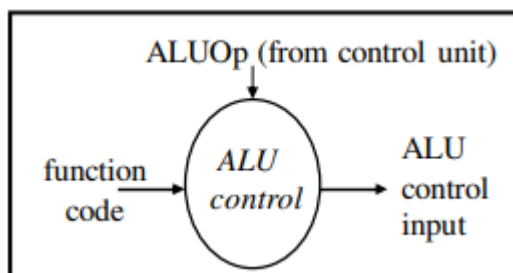 ALUOp (from control unit)
function
code
ALU
control
ALU
control
input